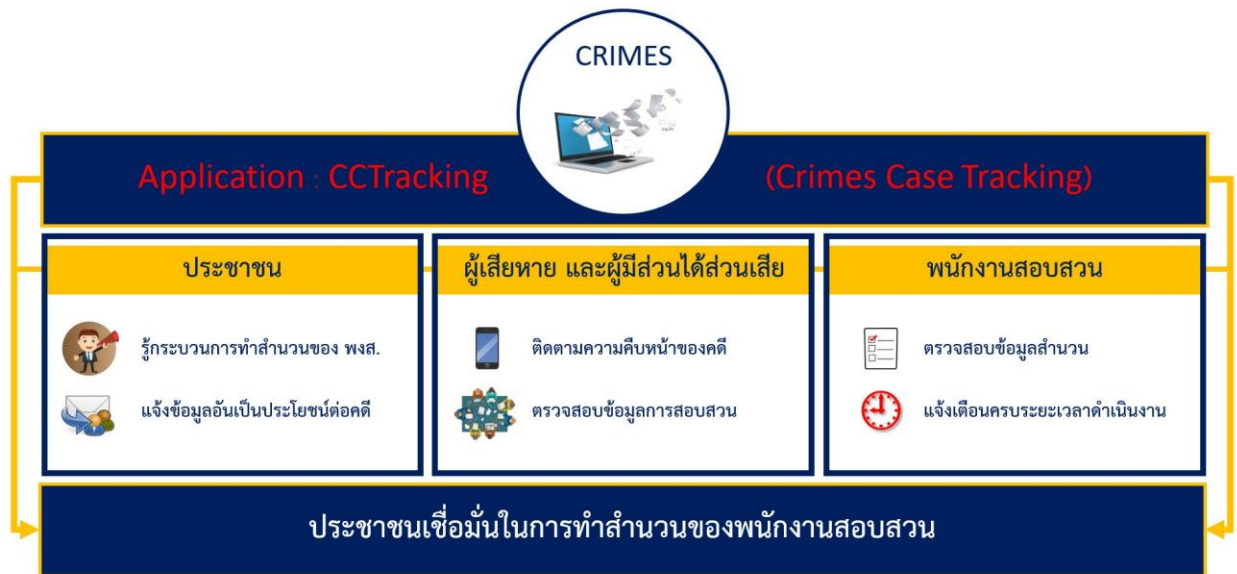 CRIMES
Application : CCTracking (Crimes Case Tracking)
ประชาชน
รู้กระบวนการทำสำนวนของ พงส.
แจ้งข้อมูลอันเป็นประโยชน์ต่อคดี
ผู้เสียหาย และผู้มีส่วนได้ส่วนเสีย
ติดตามความคืบหน้าของคดี
ตรวจสอบข้อมูลการสอบสวน
พนักงานสอบสวน
ตรวจสอบข้อมูลสำนวน
แจ้งเตือนครบระยะเวลาดำเนินงาน
ประชาชนเชื่อมั่นในการทำสำนวนของพนักงานสอบสวน